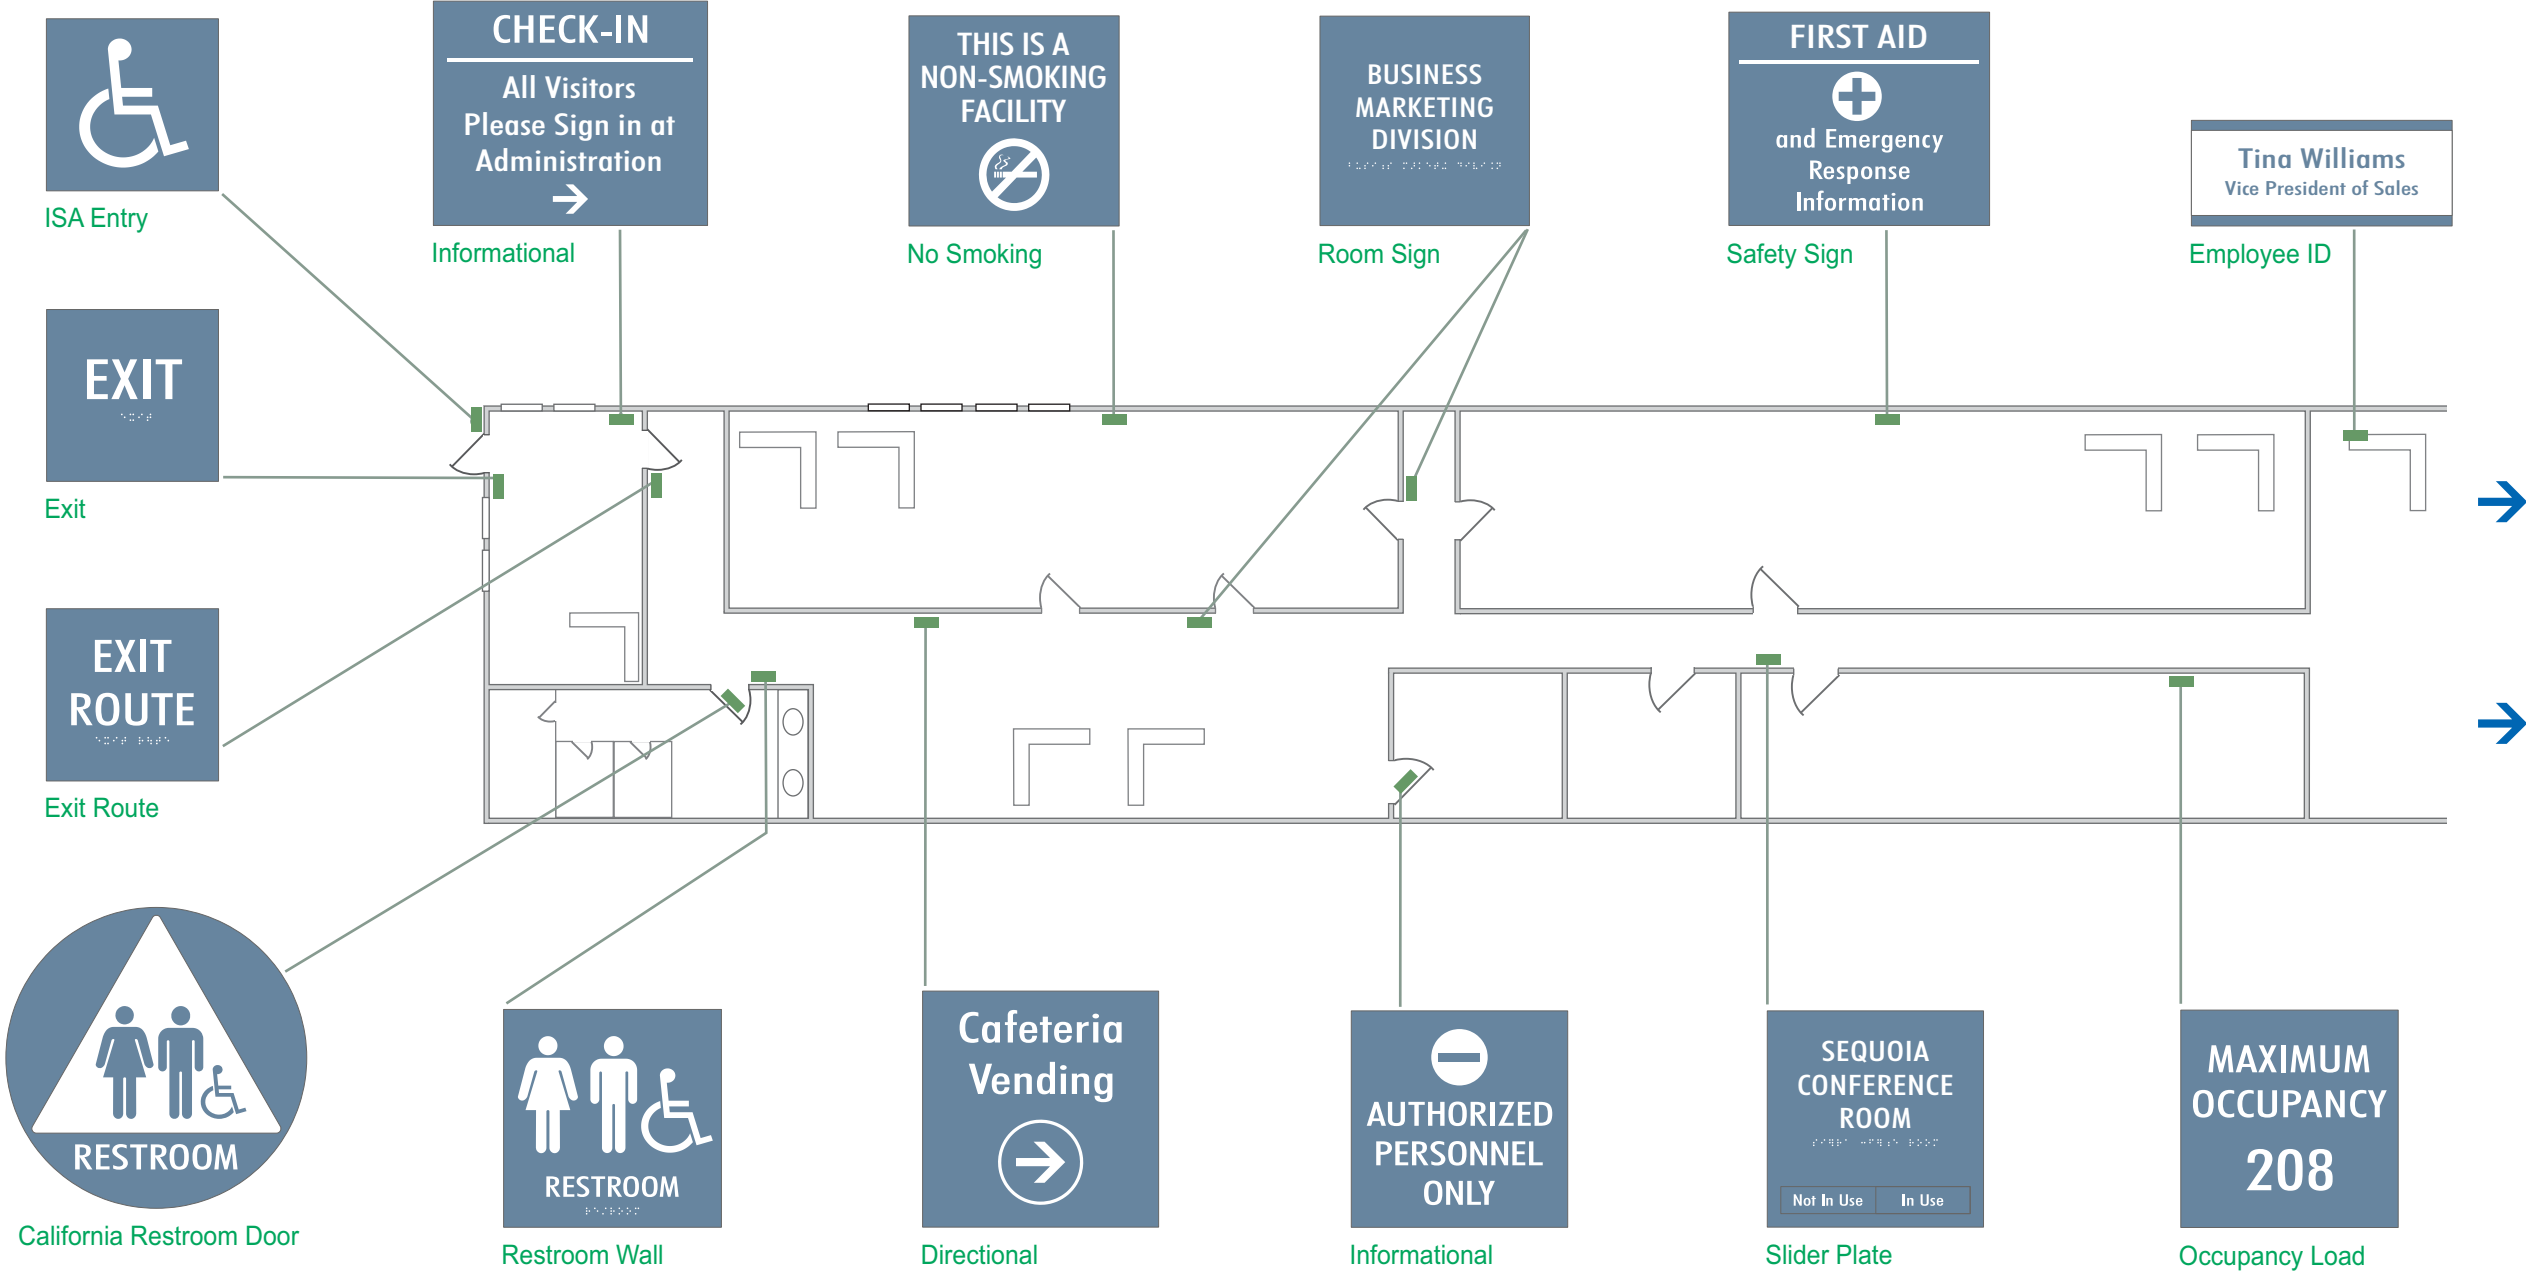 CHECK-IN
All Visitors
Please Sign in at
Administration
ISA Entry
Informational
THIS IS A
NON-SMOKING
FACILITY
No Smoking
BUSINESS
MARKETING
DIVISION
Room Sign
FIRST AID
and Emergency
Response
Information
Safety Sign
Tina Williams
Vice President of Sales
Employee ID
EXIT
Exit
EXIT
ROUTE
Exit Route
RESTROOM
California Restroom Door
RESTROOM
Restroom Wall
Cafeteria
Vending
Directional
AUTHORIZED
PERSONNEL
ONLY
Informational
SEQUOIA
CONFERENCE
ROOM
Not In Use In Use
Slider Plate
MAXIMUM
OCCUPANCY
208
Occupancy Load